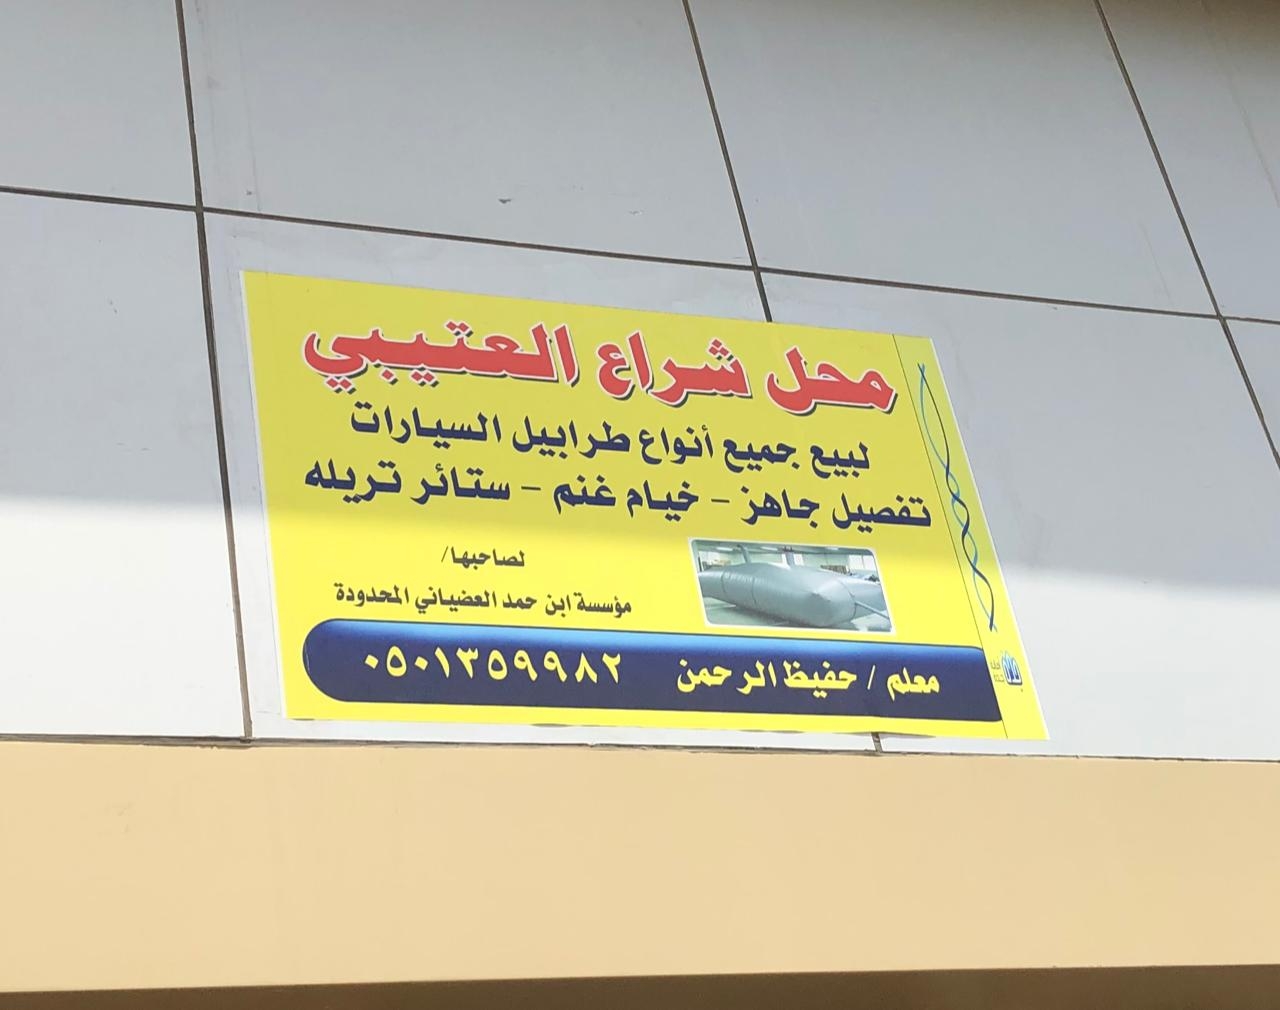 محل شراع العتيبي
لبيع جميع أنواع طرابيل السيارات
تفصيل جاهز - خيام غنم - ستائر تريله
لصاحبها/
مؤسسة ابن حمد العضياني المحدودة
معلم / حفيظ الرحمن ٠٥٠١٣٥٩٩٨٢